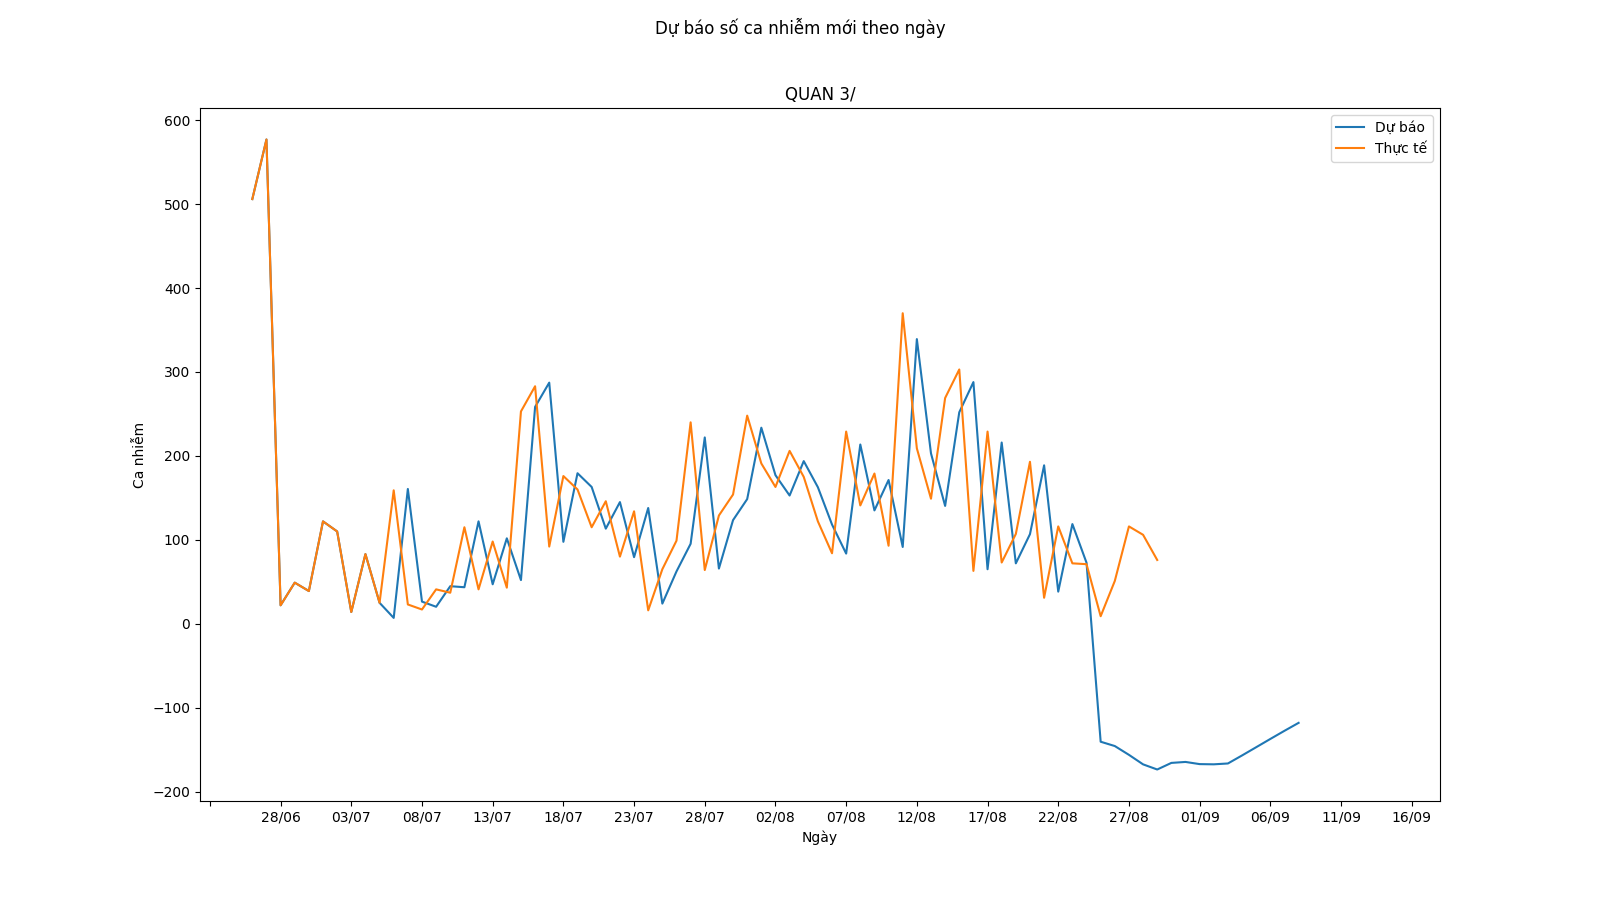 Dự báo số ca nhiễm mới theo ngày
QUAN 3/
Dự báo
Thực tế
Ca nhiễm
600
500
400
300
200
100
0
−100
−200
28/06 03/07 08/07 13/07 18/07 23/07 28/07 02/08 07/08 12/08 17/08 22/08 27/08 01/09 06/09 11/09 16/09
Ngày